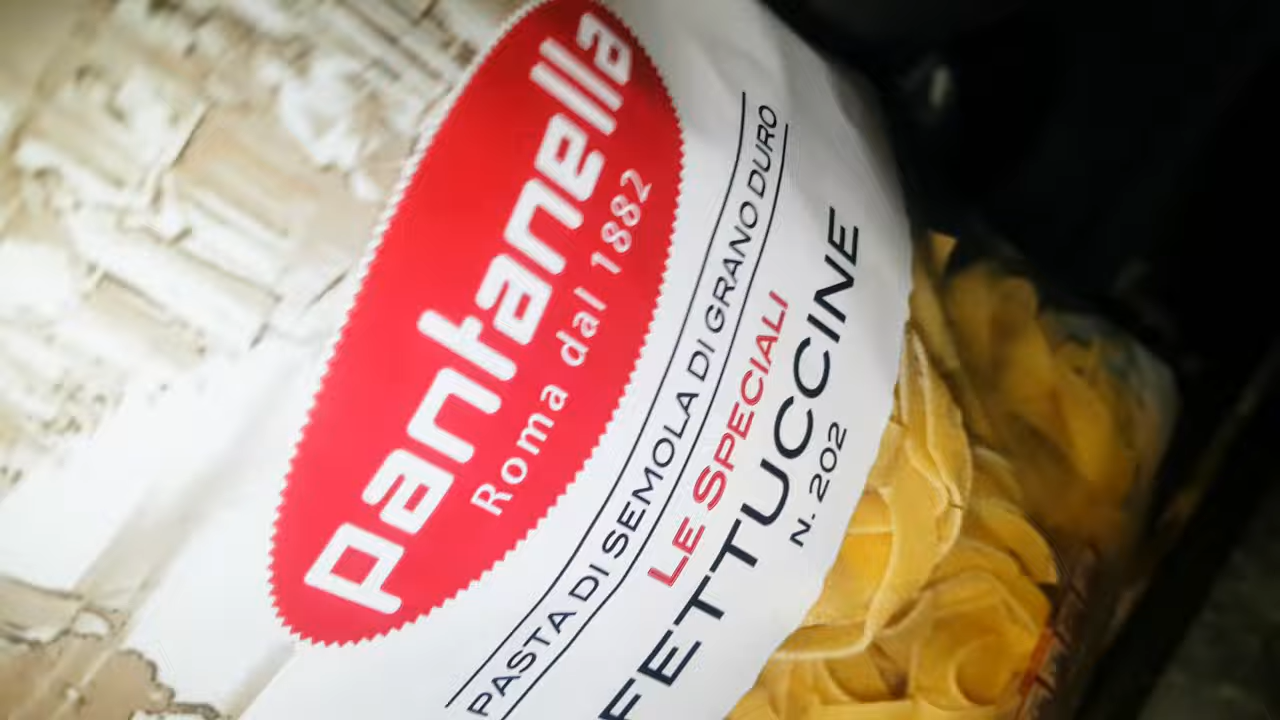 pantanella
Roma dal 1882
PASTA DI SEMOLA DI GRANO DURO
LE SPECIALI
FETTUCCINE
N. 202